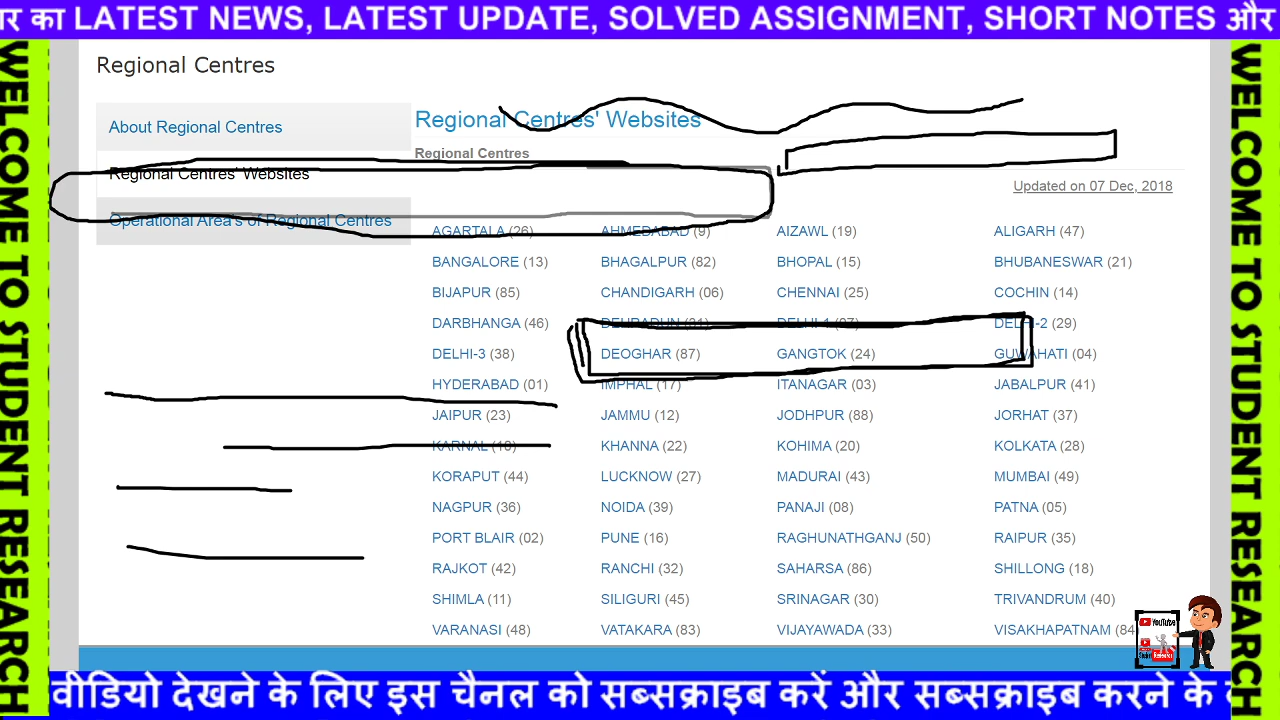 र का LATEST NEWS, LATEST UPDATE, SOLVED ASSIGNMENT, SHORT NOTES और
WELCOME TO STUDENT RESEARCH
Regional Centres
About Regional Centres
Regional Centres' Websites
Operational Area's of Regional Centres
Regional Centres' Websites
Regional Centres
Updated on 07 Dec, 2018
AGARTALA (26) AHMEDABAD (9) AIZAWL (19) ALIGARH (47)
BANGALORE (13) BHAGALPUR (82) BHOPAL (15) BHUBANESWAR (21)
BIJAPUR (85) CHANDIGARH (06) CHENNAI (25) COCHIN (14)
DARBHANGA (46) DEHRADUN (31) DELHI-1 (07) DELHI-2 (29)
DELHI-3 (38) DEOGHAR (87) GANGTOK (24) GUWAHATI (04)
HYDERABAD (01) IMPHAL (17) ITANAGAR (03) JABALPUR (41)
JAIPUR (23) JAMMU (12) JODHPUR (88) JORHAT (37)
KARNAL (10) KHANNA (22) KOHIMA (20) KOLKATA (28)
KORAPUT (44) LUCKNOW (27) MADURAI (43) MUMBAI (49)
NAGPUR (36) NOIDA (39) PANAJI (08) PATNA (05)
PORT BLAIR (02) PUNE (16) RAGHUNATHGANJ (50) RAIPUR (35)
RAJKOT (42) RANCHI (32) SAHARSA (86) SHILLONG (18)
SHIMLA (11) SILIGURI (45) SRINAGAR (30) TRIVANDRUM (40)
VARANASI (48) VATAKARA (83) VIJAYAWADA (33) VISAKHAPATNAM (84
YouTube
WELCOME TO STUDENT RESEARCH
वीडियो देखने के लिए इस चैनल को सब्सक्राइब करें और सब्सक्राइब करने के